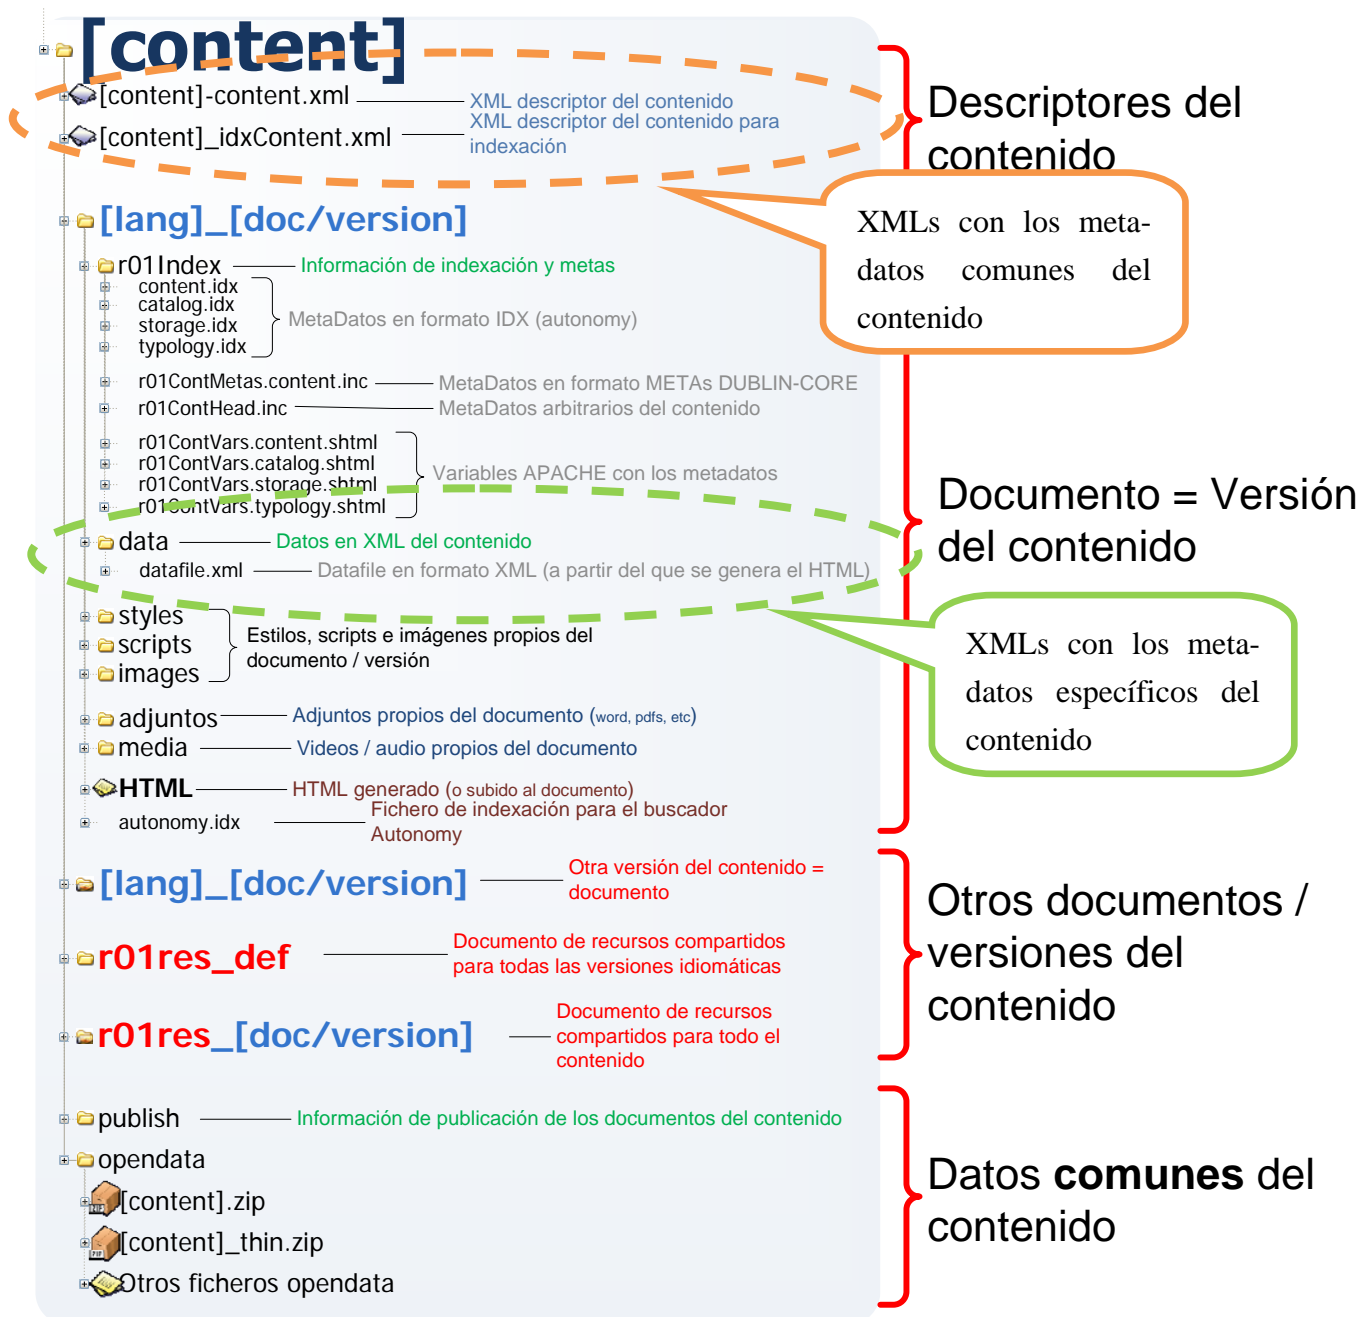 [content]
[content]-content.xml
XML descriptor del contenido
[content]_idxContent.xml
XML descriptor del contenido para
indexación
Descriptores del
contenido
XMLs con los meta-
datos comunes del
contenido
[lang]_[doc/version]
r01Index
Información de indexación y metas
content.idx
catalog.idx
storage.idx
typology.idx
MetaDatos en formato IDX (autonomy)
r01ContMetas.content.inc
MetaDatos en formato METAs DUBLIN-CORE
r01ContHead.inc
MetaDatos arbitrarios del contenido
r01ContVars.content.shtml
r01ContVars.catalog.shtml
r01ContVars.storage.shtml
r01ContVars.typology.shtml
Variables APACHE con los metadatos
Documento = Versión
del contenido
data
Datos en XML del contenido
datafile.xml
Datafile en formato XML (a partir del que se genera el HTML)
XMLs con los meta-
datos específicos del
contenido
styles
scripts
images
Estilos, scripts e imágenes propios del
documento / versión
adjuntos
Adjuntos propios del documento (word, pdfs, etc)
media
Videos / audio propios del documento
HTML
HTML generado (o subido al documento)
autonomy.idx
Fichero de indexación para el buscador
Autonomy
[lang]_[doc/version]
Otra versión del contenido =
documento
r01res_def
Documento de recursos compartidos
para todas las versiones idiomáticas
r01res_[doc/version]
Documento de recursos
compartidos para todo el
contenido
Otros documentos /
versiones del
contenido
publish
Información de publicación de los documentos del contenido
opendata
[content].zip
[content]_thin.zip
Otros ficheros opendata
Datos comunes del
contenido